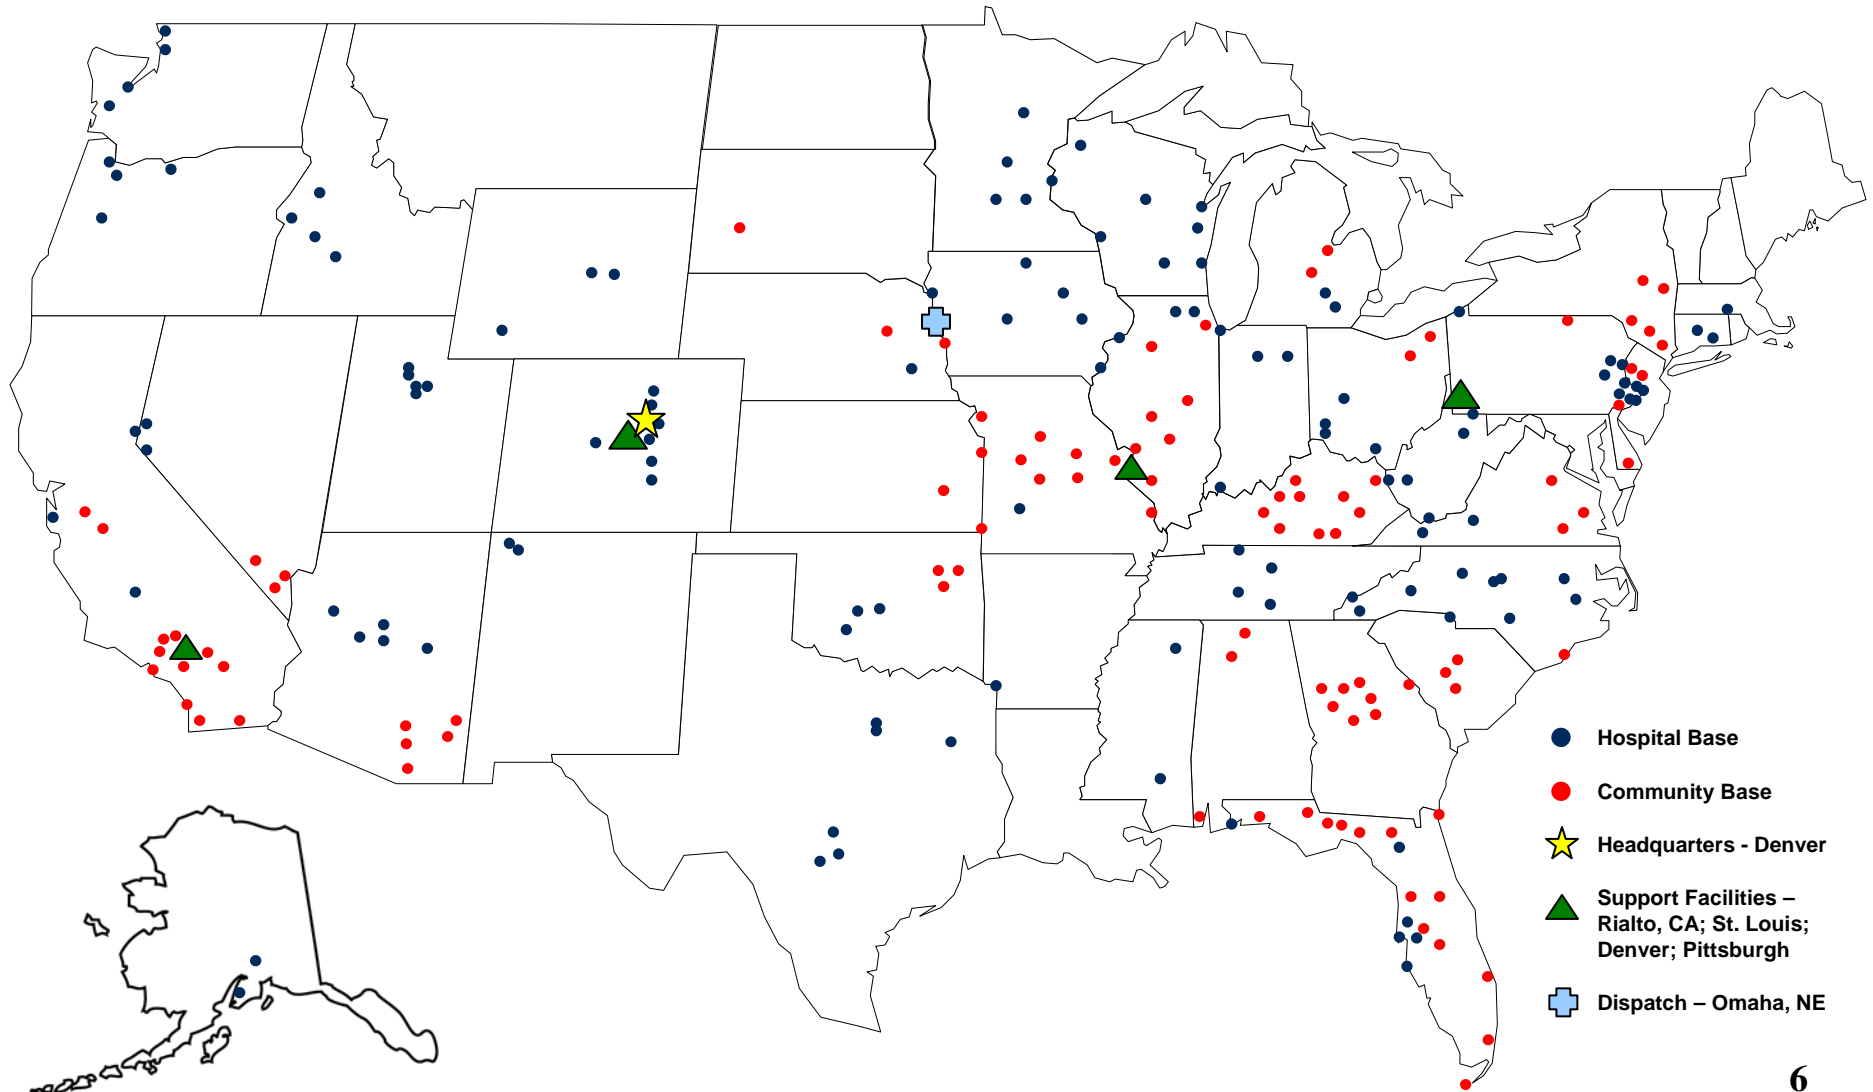 Hospital Base
Community Base
Headquarters - Denver
Support Facilities –
Rialto, CA; St. Louis;
Denver; Pittsburgh
Dispatch – Omaha, NE
6